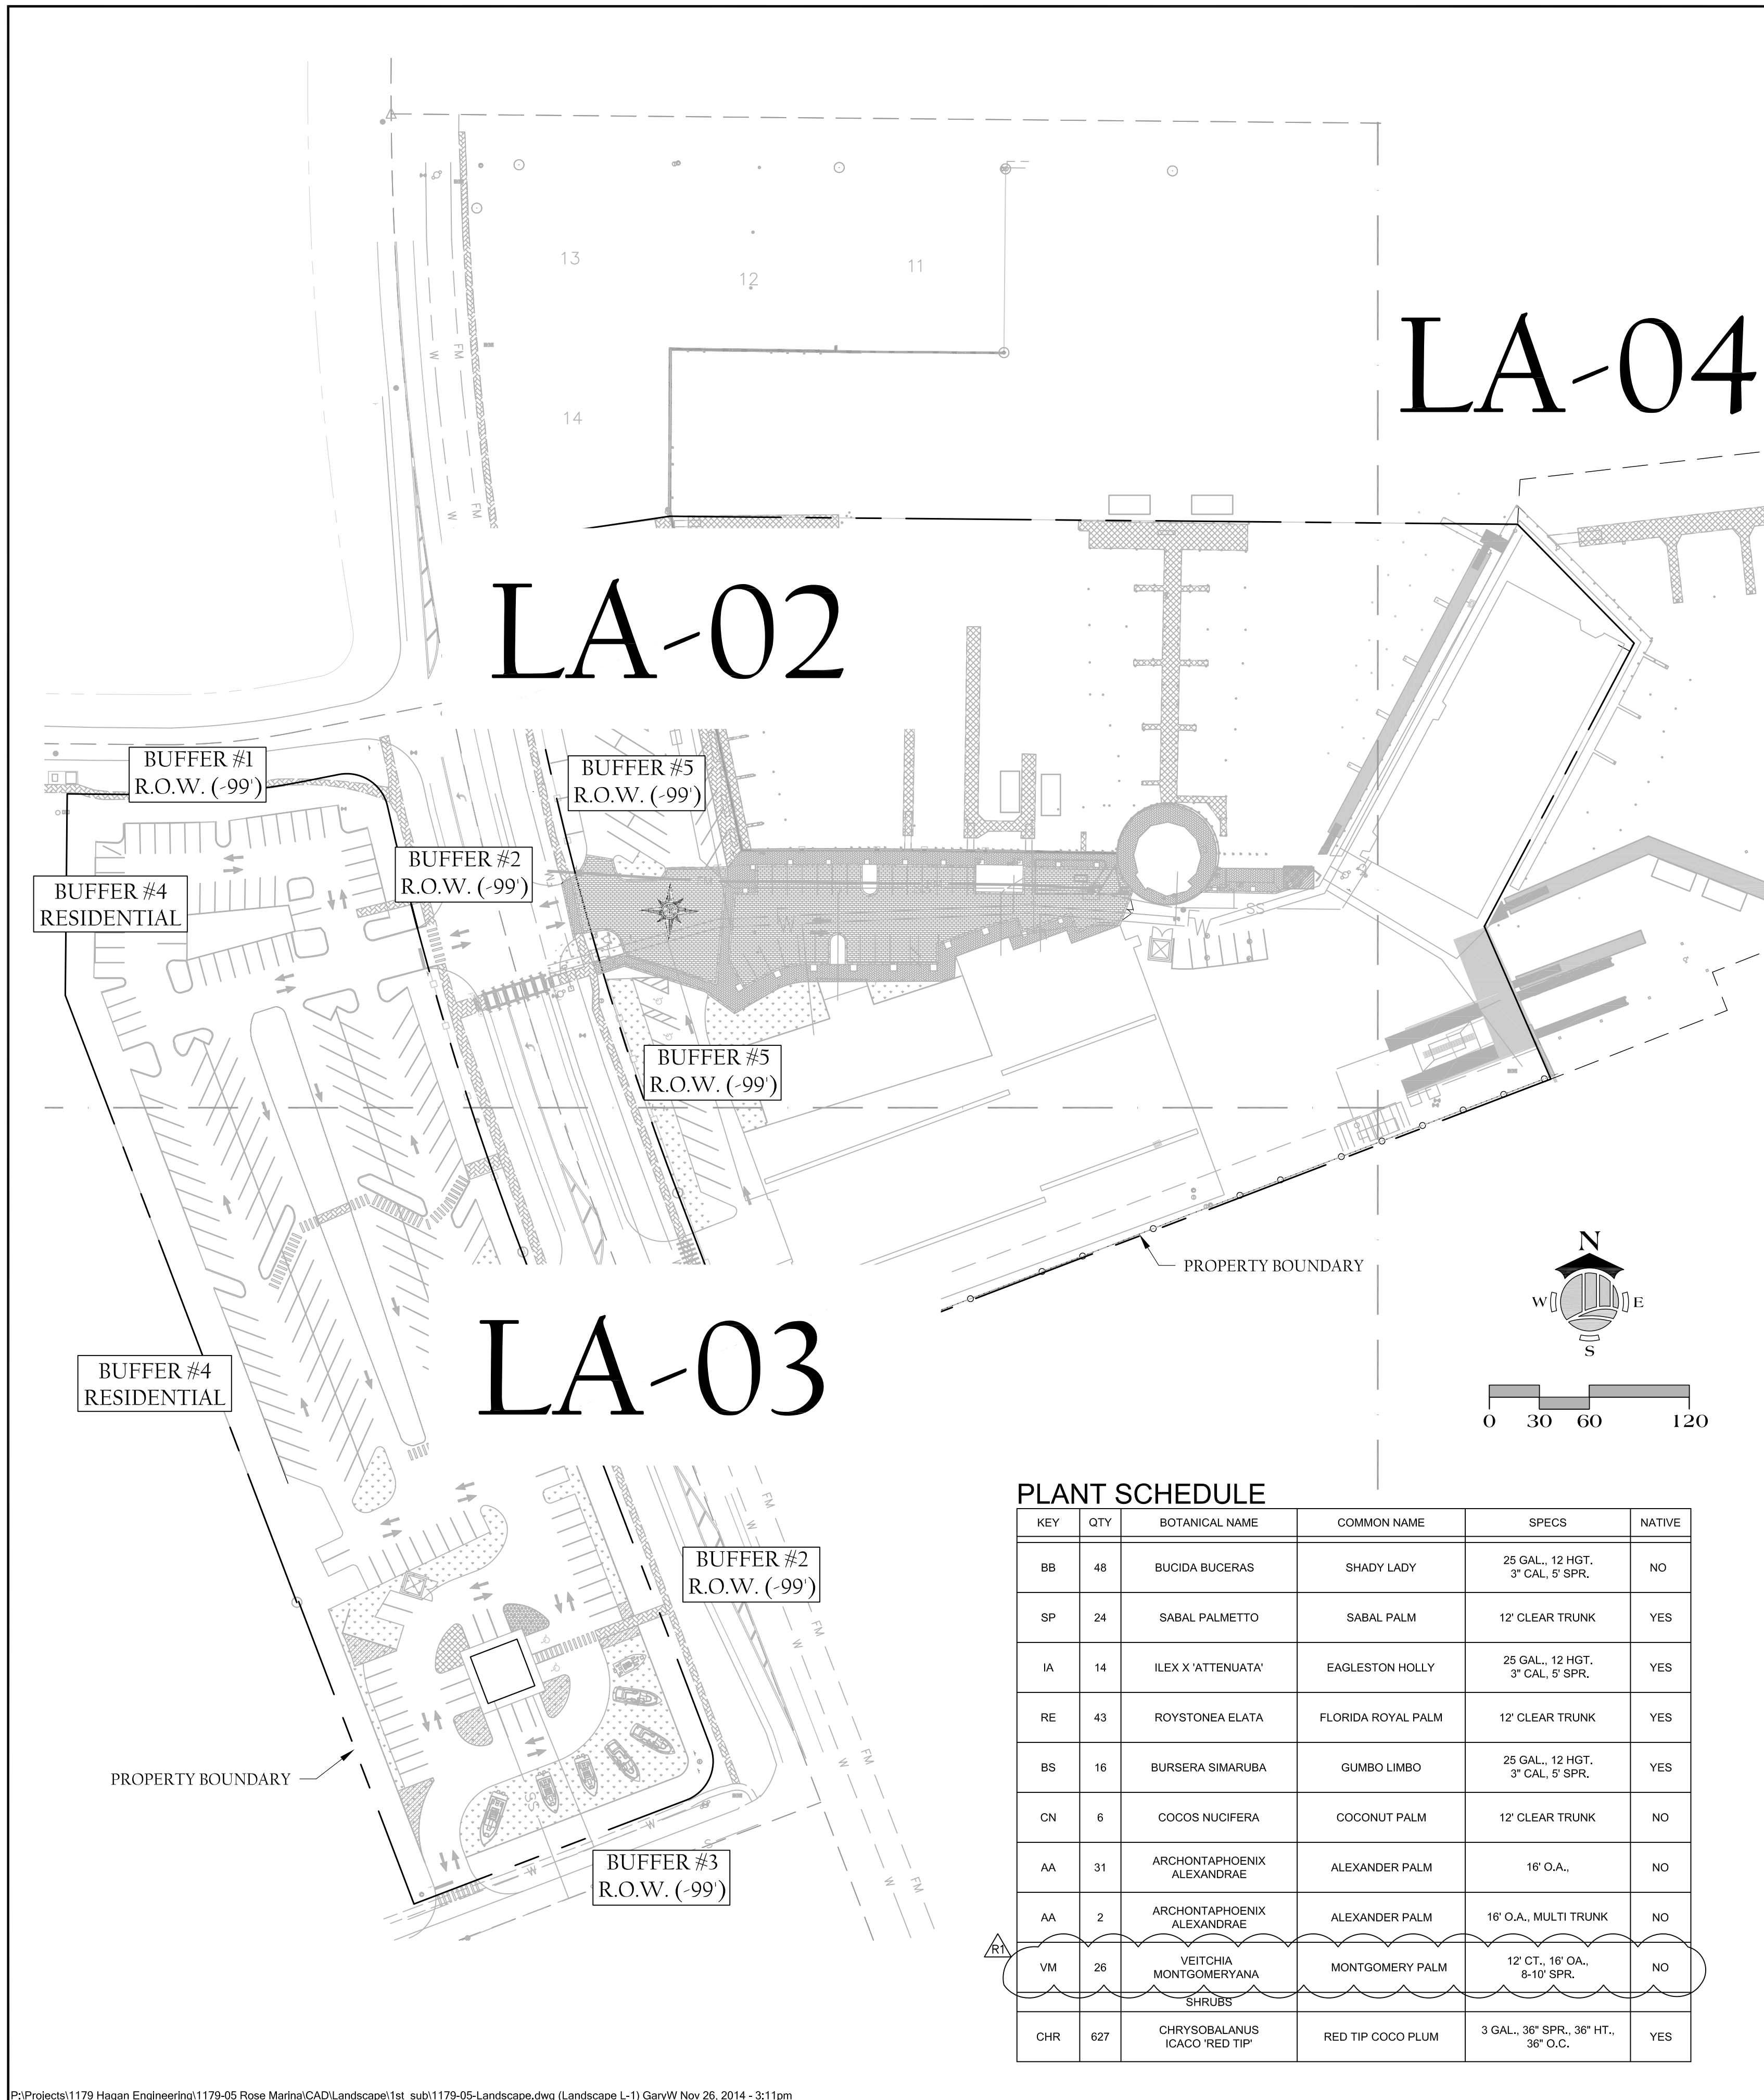 13
12
11
14
W
FM
W
FM
LA-04
LA-02
BUFFER #1
R.O.W. (~99')
BUFFER #5
R.O.W. (~99')
BUFFER #2
R.O.W. (~99')
BUFFER #4
RESIDENTIAL
W
SS
BUFFER #5
R.O.W. (~99')
PROPERTY BOUNDARY
N
W
E
S
LA-03
BUFFER #4
RESIDENTIAL
0 30 60 120
BUFFER #2
R.O.W. (~99')
FM
W
FM
W
W
FM
W
FM
PROPERTY BOUNDARY
SS
W
S
W
BUFFER #3
R.O.W. (~99')
PLANT SCHEDULE
KEY QTY BOTANICAL NAME COMMON NAME SPECS NATIVE
BB 48 BUCIDA BUCERAS SHADY LADY 25 GAL., 12 HGT. 3" CAL, 5' SPR. NO
SP 24 SABAL PALMETTO SABAL PALM 12' CLEAR TRUNK YES
IA 14 ILEX X 'ATTENUATA' EAGLESTON HOLLY 25 GAL., 12 HGT. 3" CAL, 5' SPR. YES
RE 43 ROYSTONEA ELATA FLORIDA ROYAL PALM 12' CLEAR TRUNK YES
BS 16 BURSERA SIMARUBA GUMBO LIMBO 25 GAL., 12 HGT. 3" CAL, 5' SPR. YES
CN 6 COCOS NUCIFERA COCONUT PALM 12' CLEAR TRUNK NO
AA 31 ARCHONTAPHOENIX ALEXANDRAE ALEXANDER PALM 16' O.A., NO
AA 2 ARCHONTAPHOENIX ALEXANDRAE ALEXANDER PALM 16' O.A., MULTI TRUNK NO
R1
VM 26 VEITCHIA MONTGOMERYANA MONTGOMERY PALM 12' CT., 16' OA., 8-10' SPR. NO
SHRUBS
CHR 627 CHRYSOBALANUS ICACO 'RED TIP' RED TIP COCO PLUM 3 GAL., 36" SPR., 36" HT., 36" O.C. YES
P:\Projects\1179 Hagan Engineering\1179-05 Rose Marina\CAD\Landscape\1st_sub\1179-05-Landscape.dwg (Landscape L-1) GaryW Nov 26, 2014 - 3:11pm